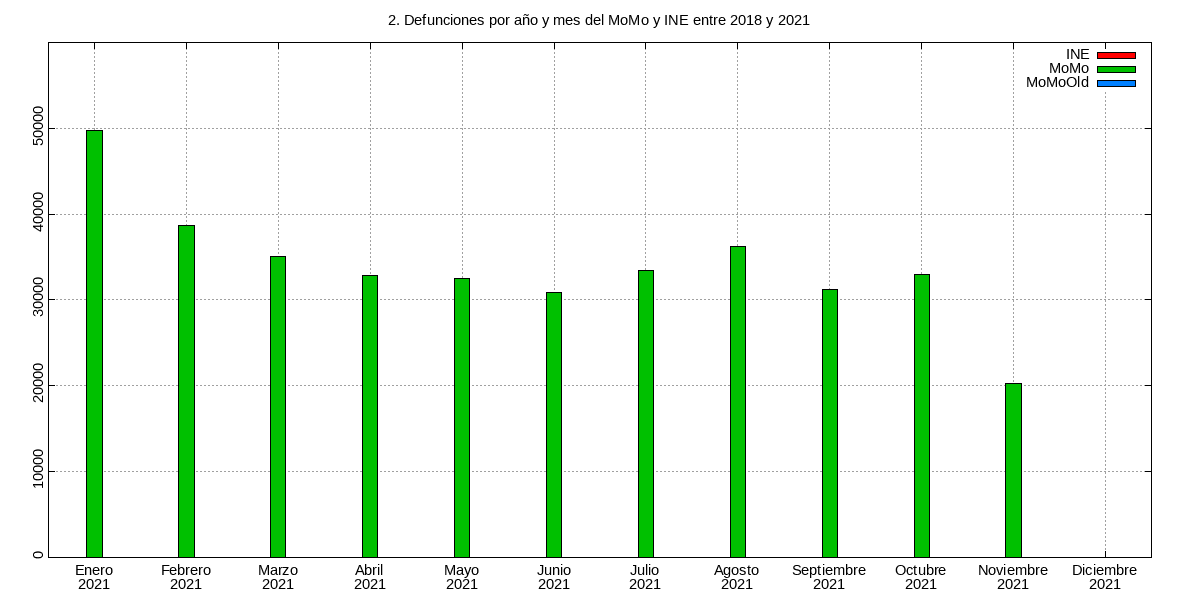 2. Defunciones por año y mes del MoMo y INE entre 2018 y 2021
INE
MoMo
MoMoOld
50000
40000
30000
20000
10000
0
Enero Febrero Marzo Abril Mayo Junio Julio Agosto Septiembre Octubre Noviembre Diciembre
2021 2021 2021 2021 2021 2021 2021 2021 2021 2021 2021 2021